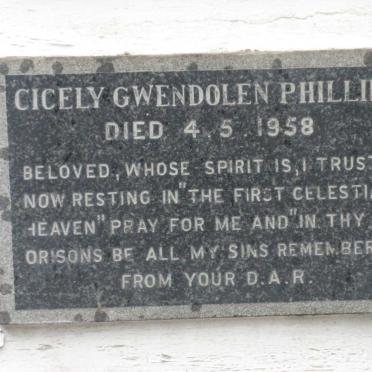 CICELY GWENDOLEN PHILLI
DIED 4.5.1958
BELOVED, WHOSE SPIRIT IS, I TRUST
NOW RESTING IN "THE FIRST CELESTIA
HEAVEN" PRAY FOR ME AND "IN THY
ORISONS BE ALL MY SINS REMEMBER
FROM YOUR D.A.R.